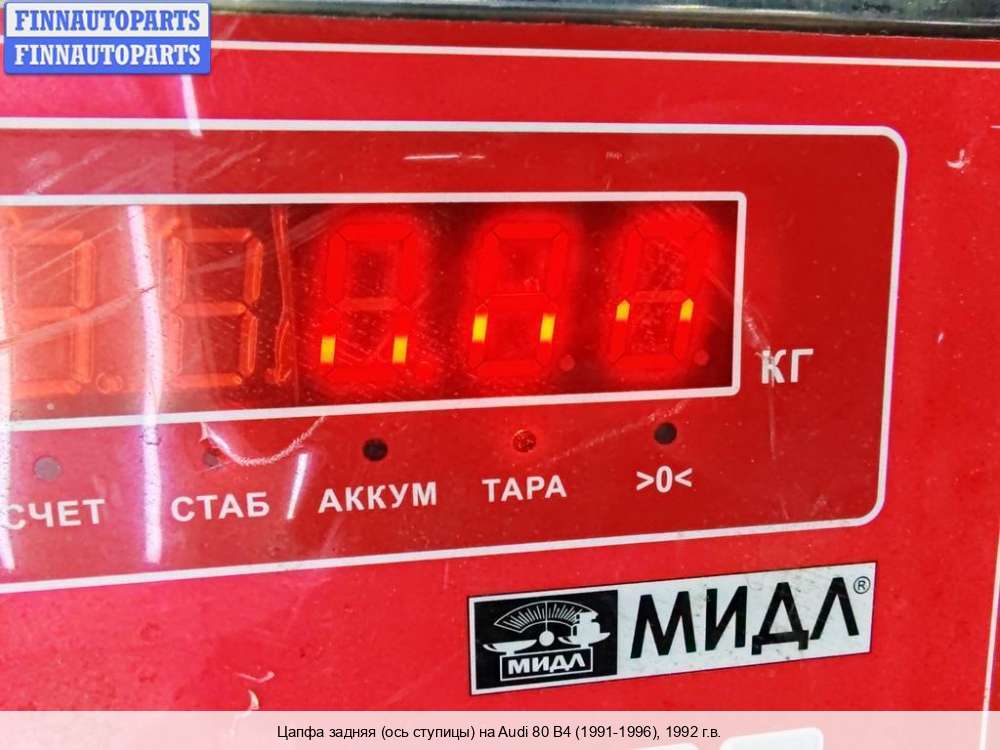 FINNAUTOPARTS
FINNAUTOPARTS
КГ
СЧЕТ СТАБ АККУМ ТАРА >0<
МИДЛ МИДЛ®
Цапфа задняя (ось ступицы) на Audi 80 B4 (1991-1996), 1992 г.в.